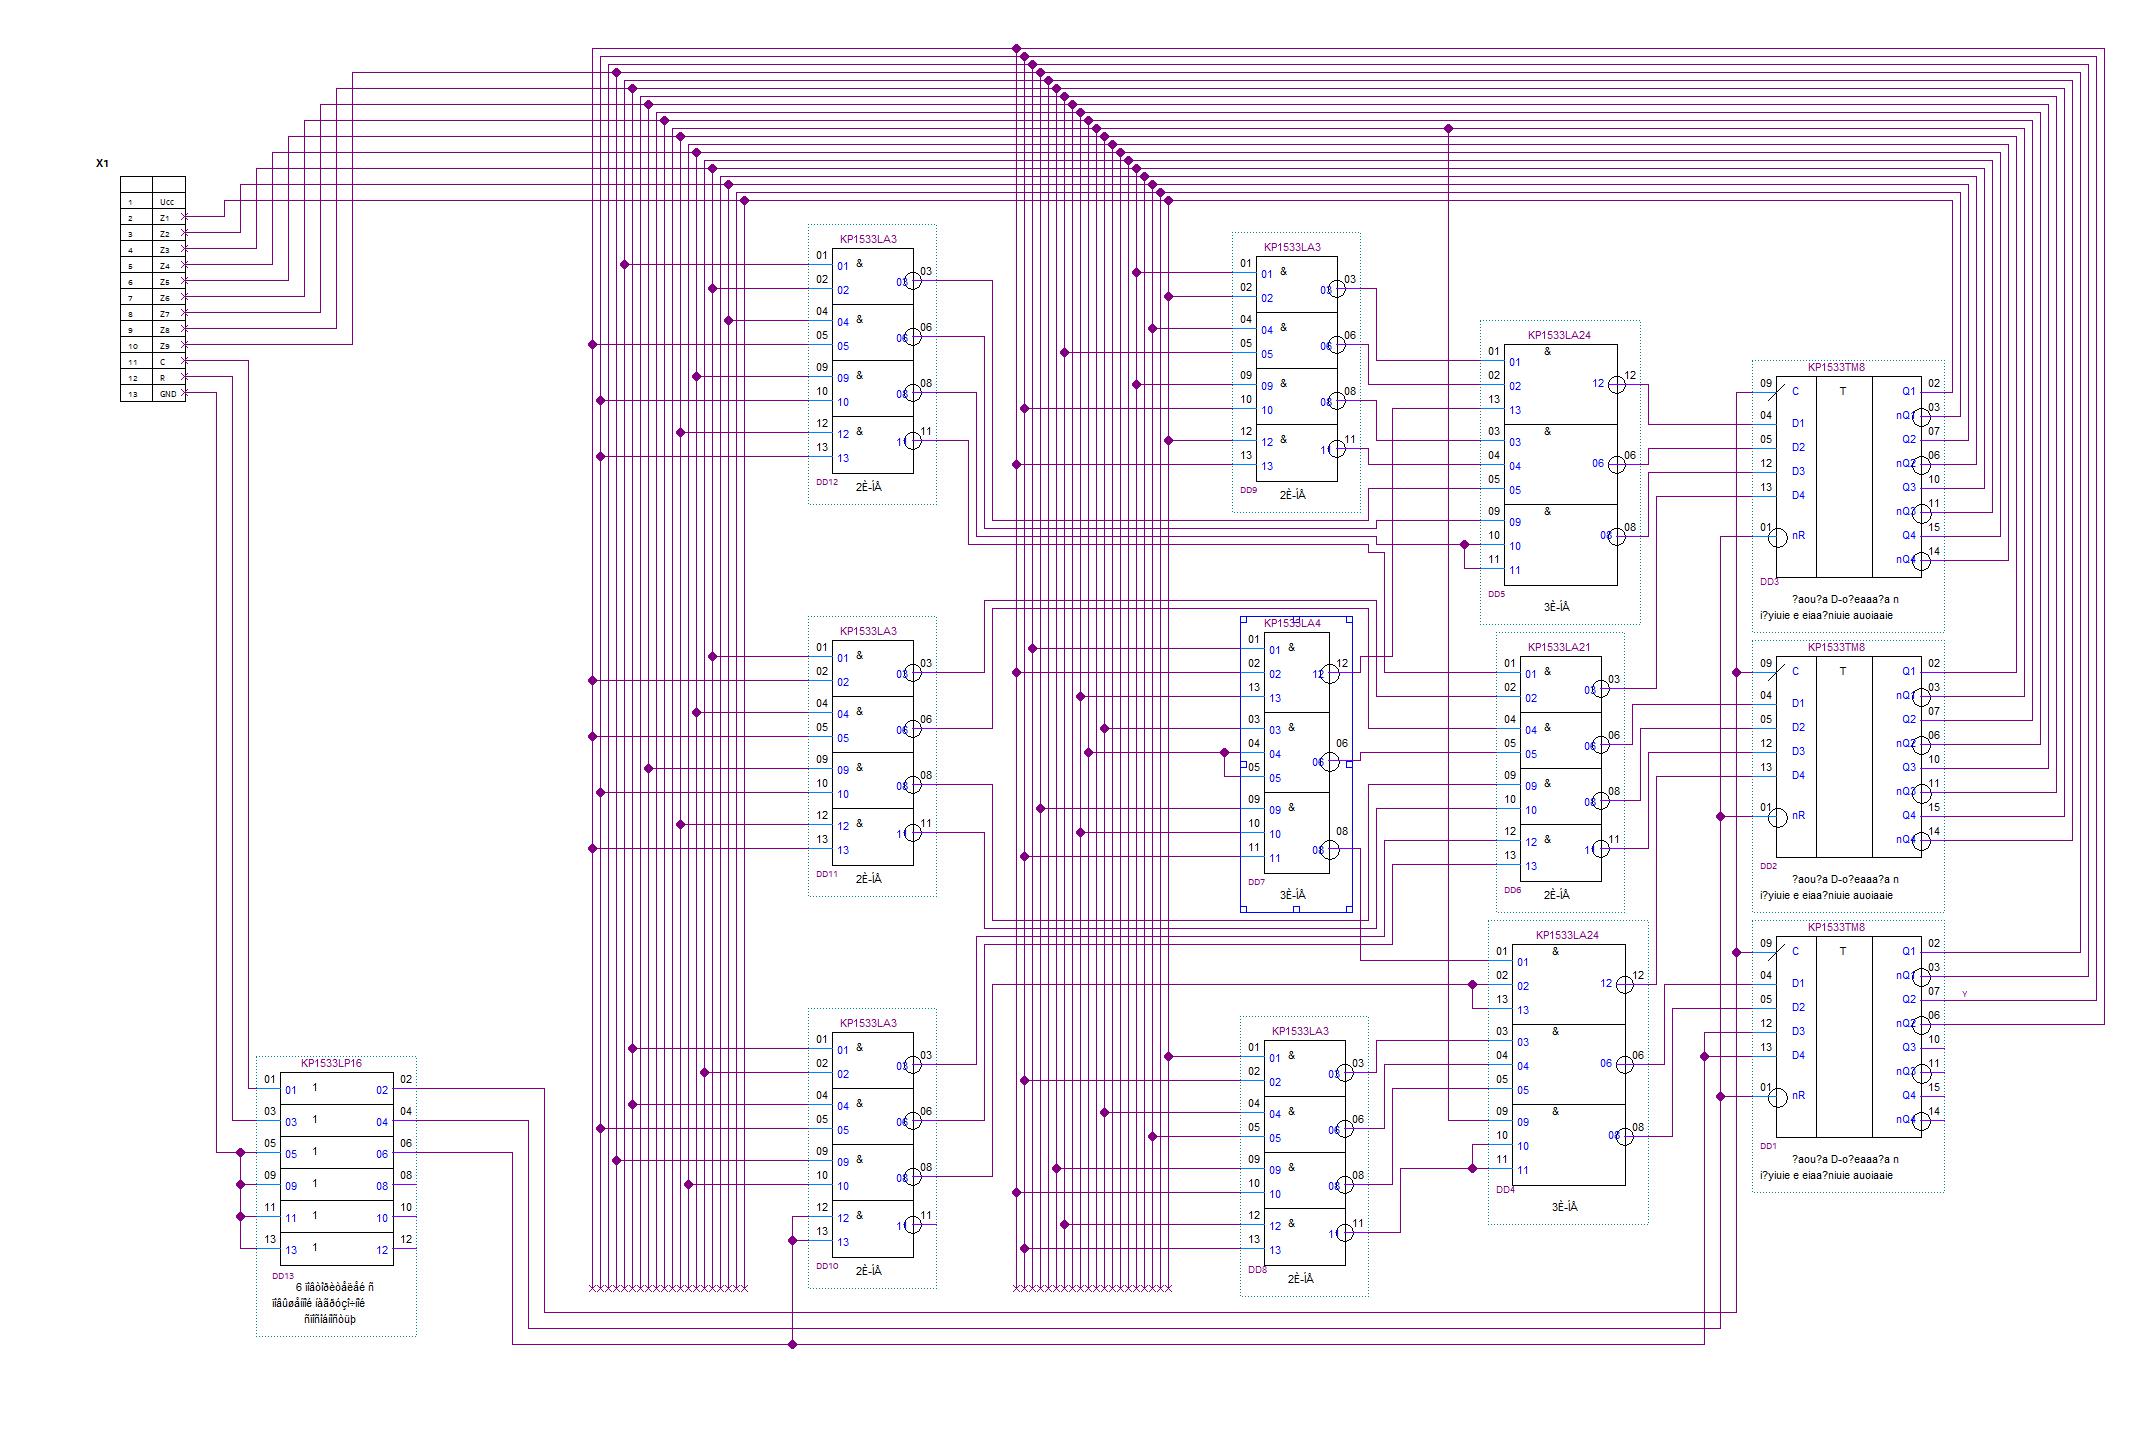 X1
1 Ucc
2 Z1
3 Z2
4 Z3
5 Z4
6 Z5
7 Z6
8 Z7
9 Z8
10 Z9
11 C
12 R
13 GND
KP1533LA3
01 01 & 03 03
02 02
04 04 & 06 06
05 05
09 09 & 08 08
10 10
12 12 & 11 11
13 13
DD12 2È-ÍÂ
KP1533LA3
01 01 & 03 03
02 02
04 04 & 06 06
05 05
09 09 & 08 08
10 10
12 12 & 11 11
13 13
DD9 2È-ÍÂ
KP1533LA24
01 01 & 12 12
02 02
13 13
03 03 & 06 06
04 04
05 05
09 09 & 08 08
10 10
11 11
DD5
3È-ÍÂ
KP1533TM8
09 C T Q1 02
nQ1 03
04 D1 Q2 07
05 D2 nQ2 06
12 D3 Q3 10
13 D4 nQ3 11
01 nR Q4 15
nQ4 14
DD3
?aou?a D-o?eaaa?a n
i?yiuie e eiaa?niuie auoiaaie
KP1533LA3
01 01 & 03 03
02 02
04 04 & 06 06
05 05
09 09 & 08 08
10 10
12 12 & 11 11
13 13
DD11 2È-ÍÂ
KP1533LA4
01 01 & 12 12
02 02
13 13
03 03 & 06 06
04 04
05 05
09 09 & 08 08
10 10
11 11
DD7
3È-ÍÂ
KP1533LA21
01 01 & 03 03
02 02
04 04 & 06 06
05 05
09 09 & 08 08
10 10
12 12 & 11 11
13 13
DD6 2È-ÍÂ
KP1533TM8
09 C T Q1 02
nQ1 03
04 D1 Q2 07
05 D2 nQ2 06
12 D3 Q3 10
13 D4 nQ3 11
01 nR Q4 15
nQ4 14
DD2
?aou?a D-o?eaaa?a n
i?yiuie e eiaa?niuie auoiaaie
KP1533LP16
01 01 1 02 02
03 03 1 04 04
05 05 1 06 06
09 09 1 08 08
11 11 1 10 10
13 13 1 12 12
DD13
KP1533LA3
01 01 & 03 03
02 02
04 04 & 06 06
05 05
09 09 & 08 08
10 10
12 12 & 11 11
13 13
DD10 2È-ÍÂ
KP1533LA3
01 01 & 03 03
02 02
04 04 & 06 06
05 05
09 09 & 08 08
10 10
12 12 & 11 11
13 13
DD8 2È-ÍÂ
KP1533LA24
01 01 & 12 12
02 02
13 13
03 03 & 06 06
04 04
05 05
09 09 & 08 08
10 10
11 11
DD4
3È-ÍÂ
KP1533TM8
09 C T Q1 02
nQ1 03
04 D1 Q2 07
Y
05 D2 nQ2 06
12 D3 Q3 10
13 D4 nQ3 11
01 nR Q4 15
nQ4 14
DD1
?aou?a D-o?eaaa?a n
i?yiuie e eiaa?niuie auoiaaie